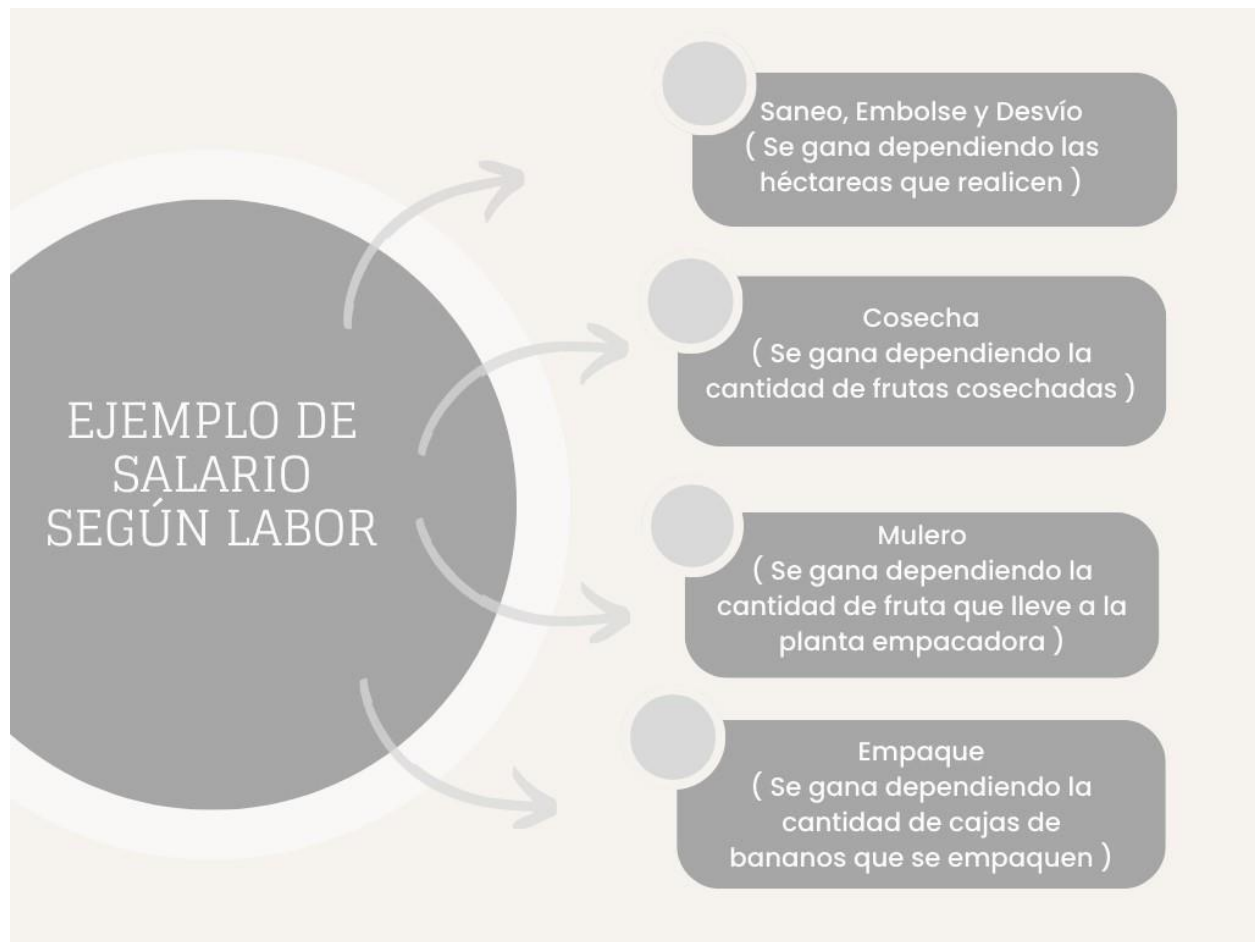 EJEMPLO DE
SALARIO
SEGÚN LABOR
Saneo, Embolse y Desvío
( Se gana dependiendo las
héctareas que realicen )
Cosecha
( Se gana dependiendo la
cantidad de frutas cosechadas )
Mulero
( Se gana dependiendo la
cantidad de fruta que lleve a la
planta empacadora )
Empaque
( Se gana dependiendo la
cantidad de cajas de
bananos que se empaquen )